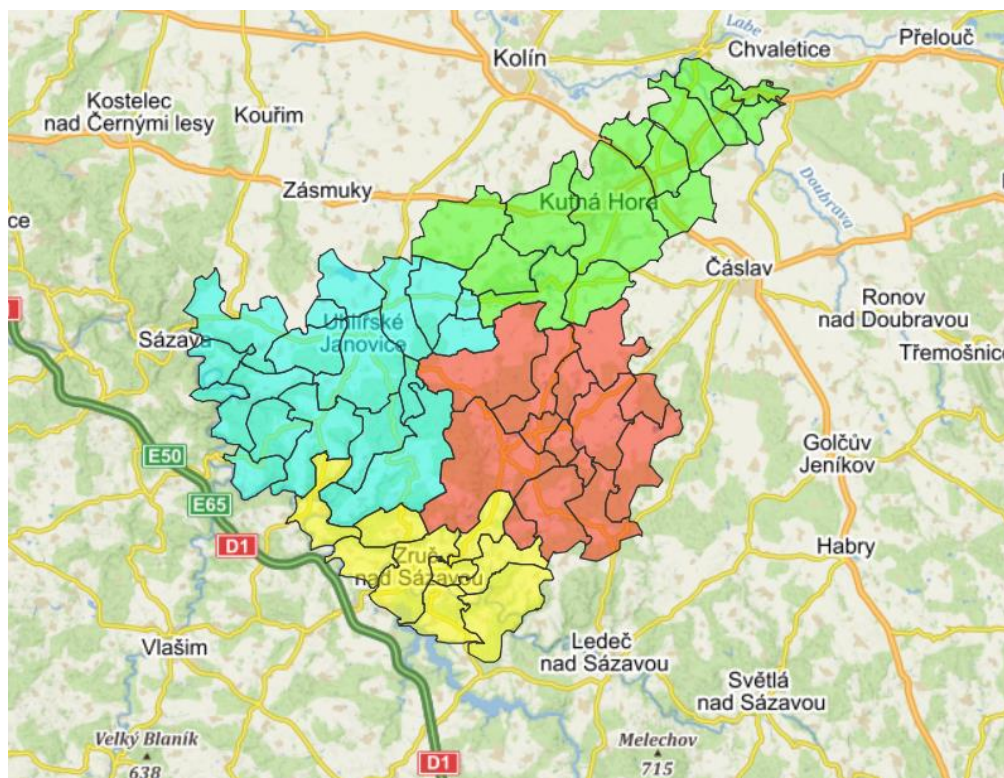 Labe
Chvaletice
Přelouč
Kolín
Kostelec
nad Černými lesy
Kouřim
Doubrava
Zásmuky
Kutná Hora
ce
Čáslav
Ronov
nad Doubravou
Uhlířské
Janovice
Sázava
Třemošnice
Golčův
Jeníkov
E50
E65
D1
Habry
Zruč
nad Sázavou
Vlašim
Ledeč
nad Sázavou
Světlá
nad Sázavou
Velký Blaník
638
Melechov
715
D1